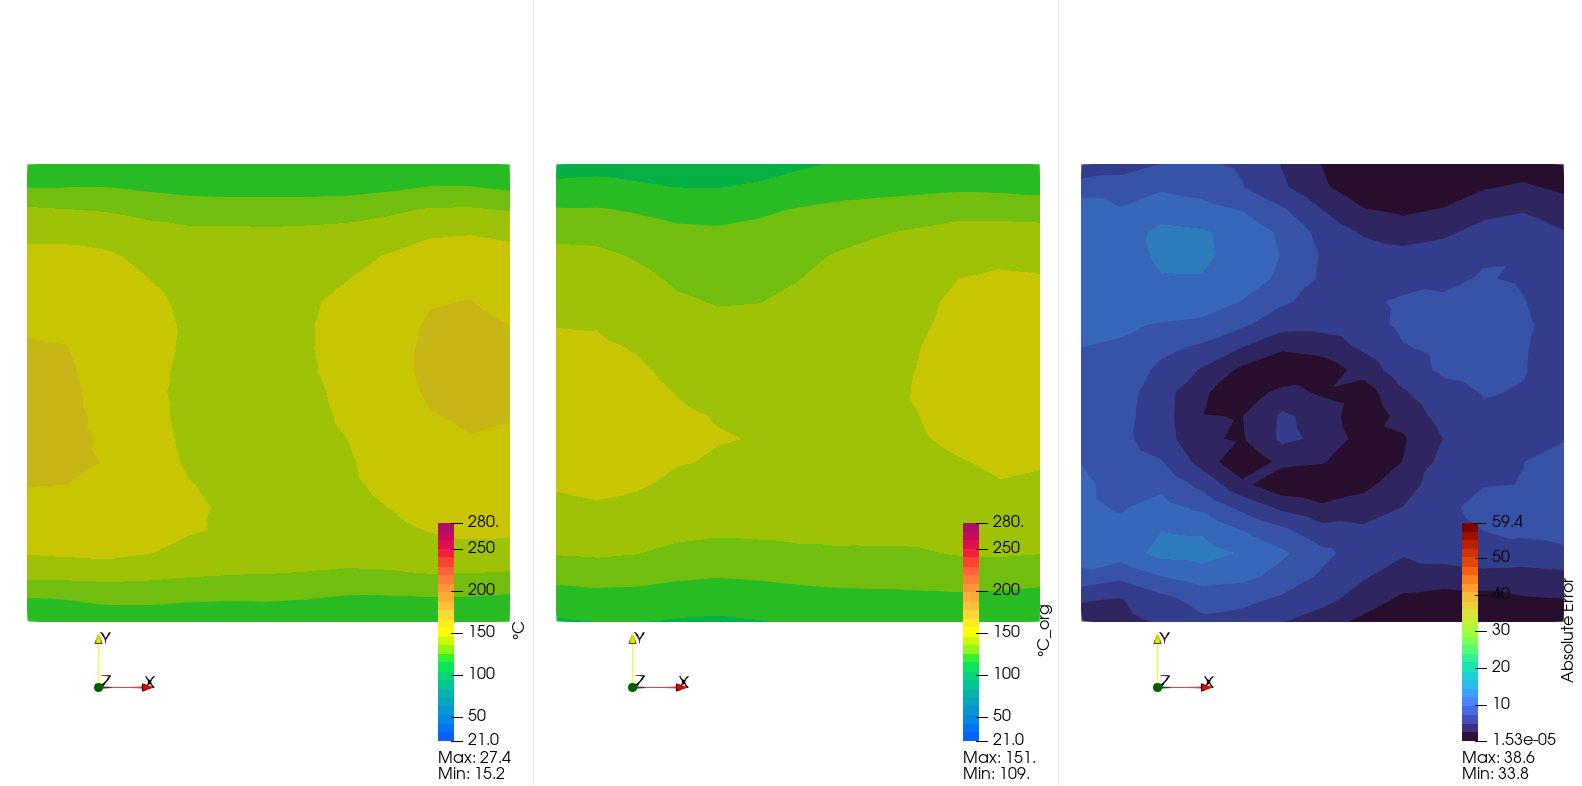 280.
250
200
150
100
50
21.0
°C
Max: 27.4
Min: 15.2
Y
Z
X
280.
250
200
150
100
50
21.0
°C_org
Max: 151.
Min: 109.
Y
Z
X
59.4
50
40
30
20
10
1.53e-05
Absolute Error
Max: 38.6
Min: 33.8
Y
Z
X